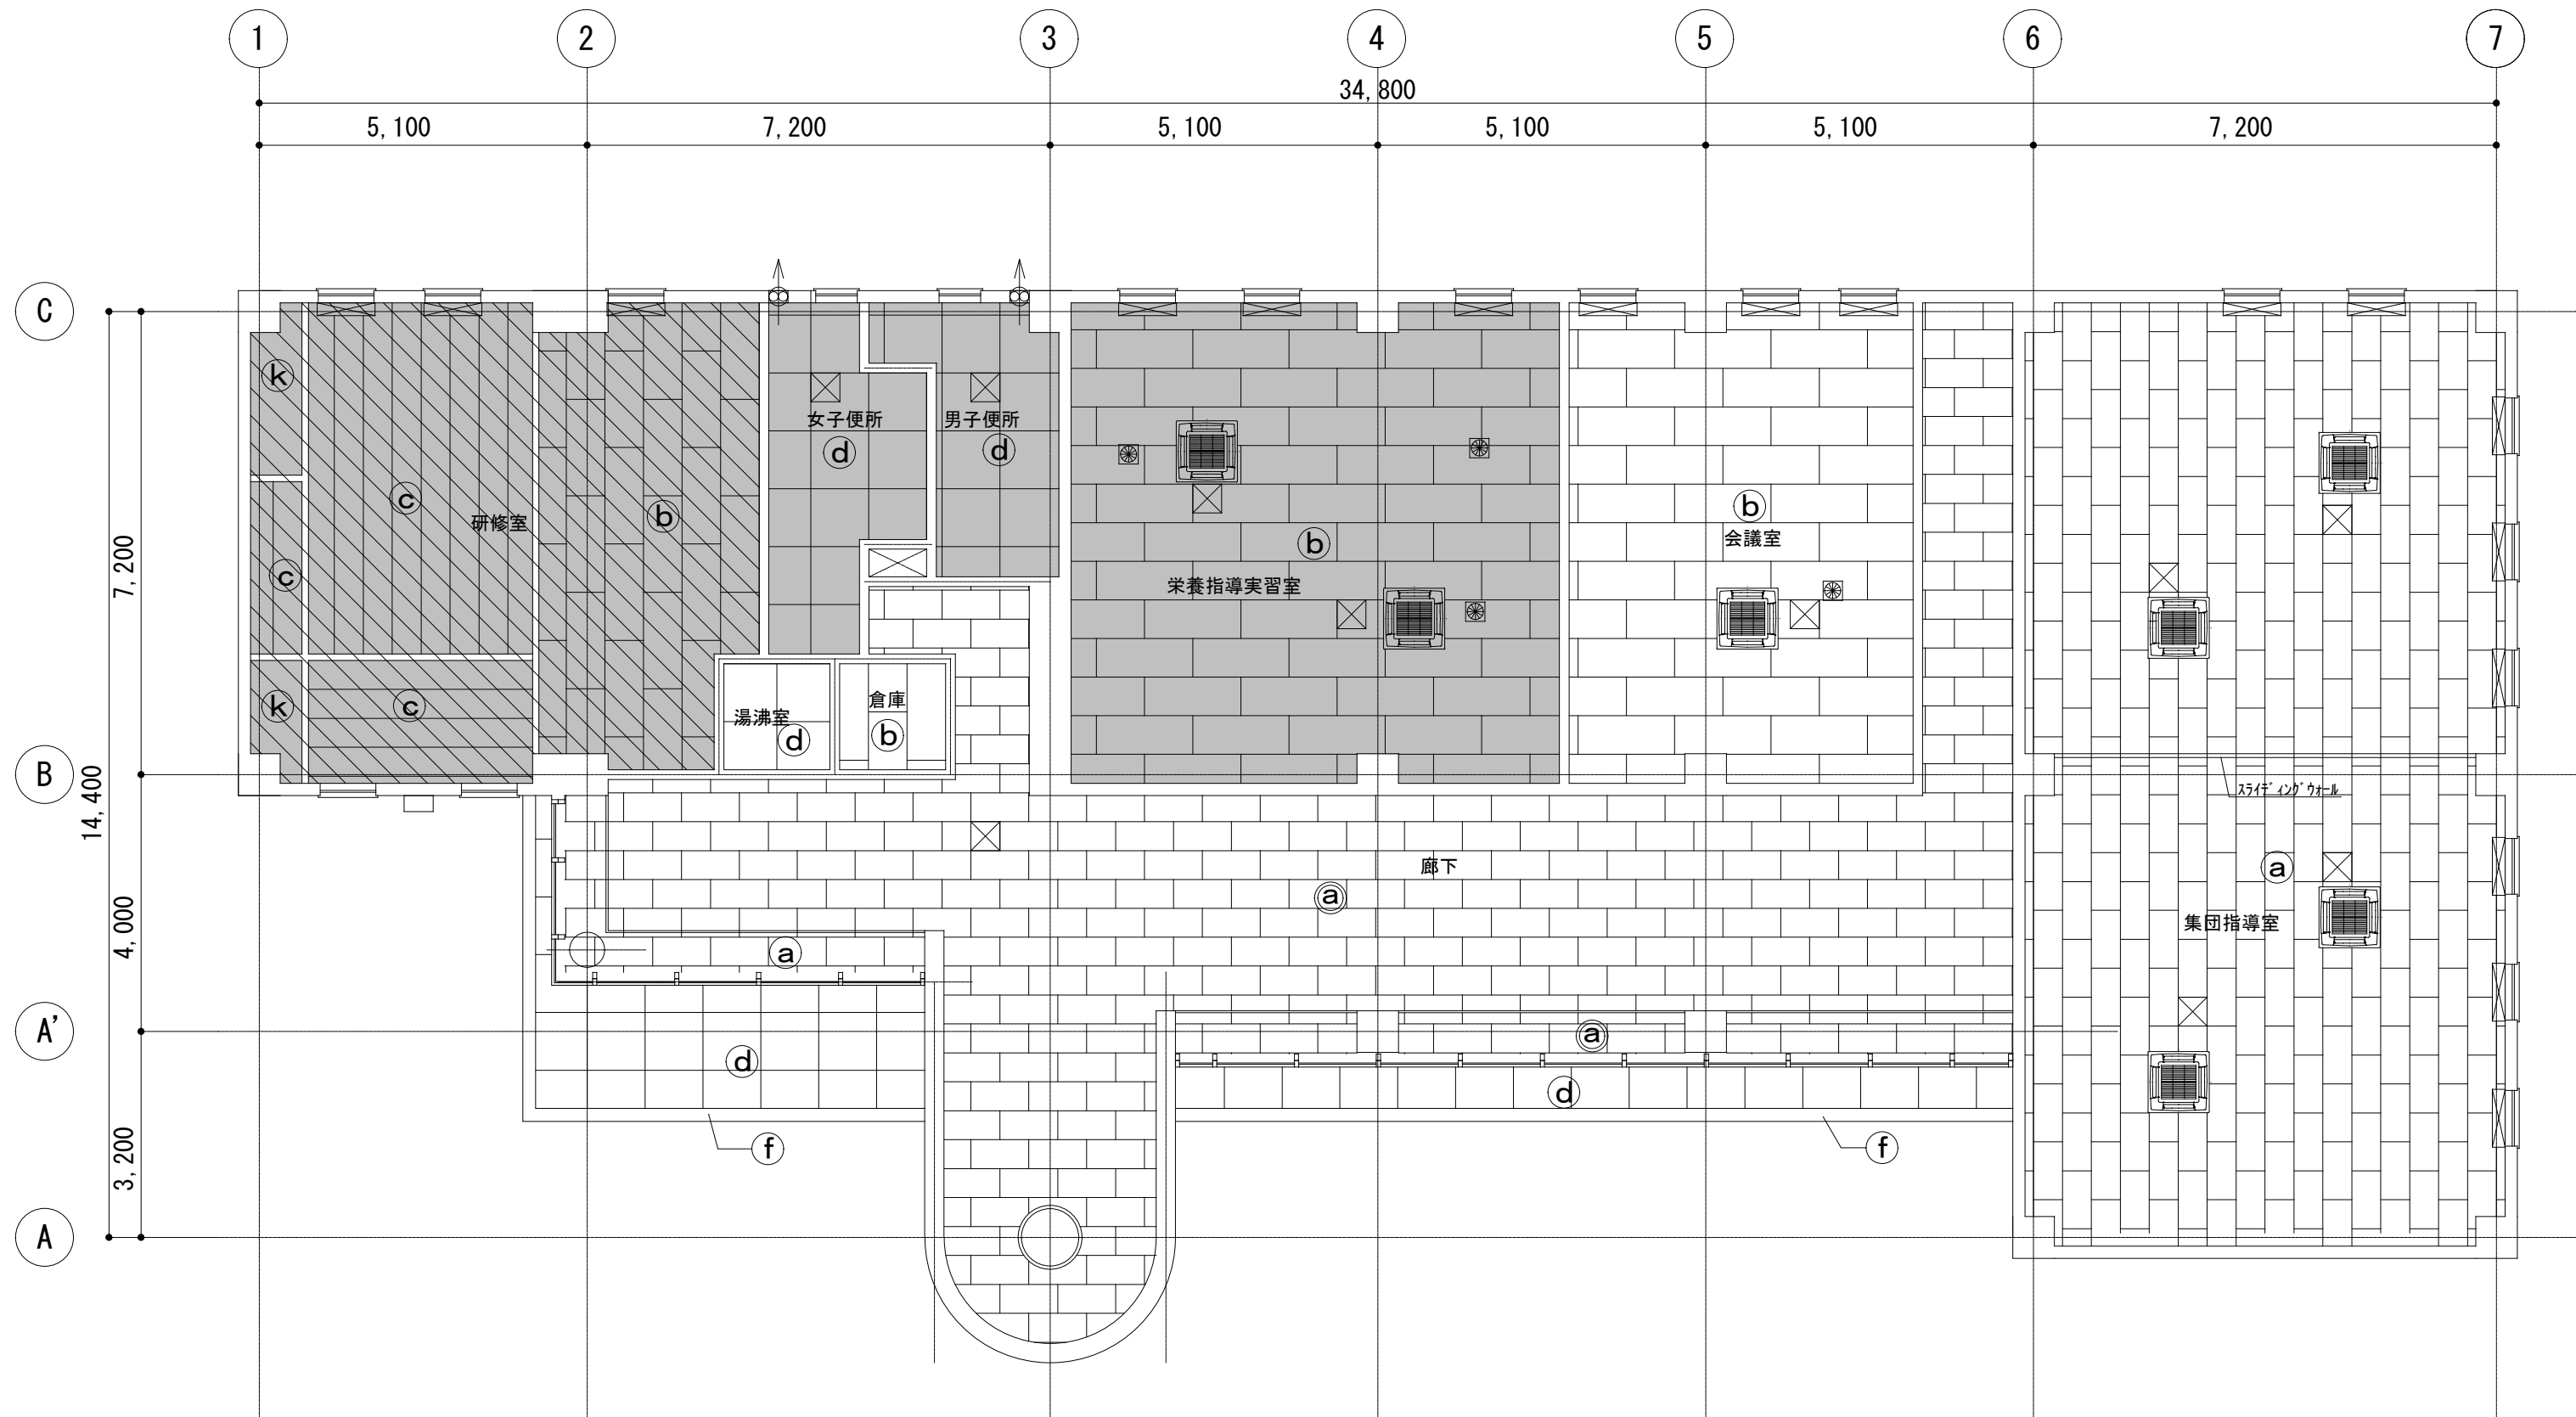 1 2 3 4 5 6 7
34,800
5,100 7,200 5,100 5,100 5,100 7,200
C
k
女子便所 男子便所
d d
c
研修室 b
b
会議室
b
7,200
c
栄養指導実習室
k c
倉庫
湯沸室
d b
B
スライディングウォール
14,400
廊下
a
a
4,000
集団指導室
a
A'
a
d
d
f f
3,200
A